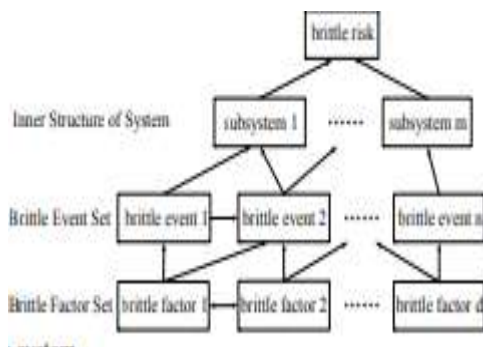 brittle risk
Inner Structure of System subsystem 1 ...... subsystem m
Brittle Event Set brittle event 1 brittle event 2 ...... brittle event n
Brittle Factor Set brittle factor 1 brittle factor 2 ...... brittle factor d